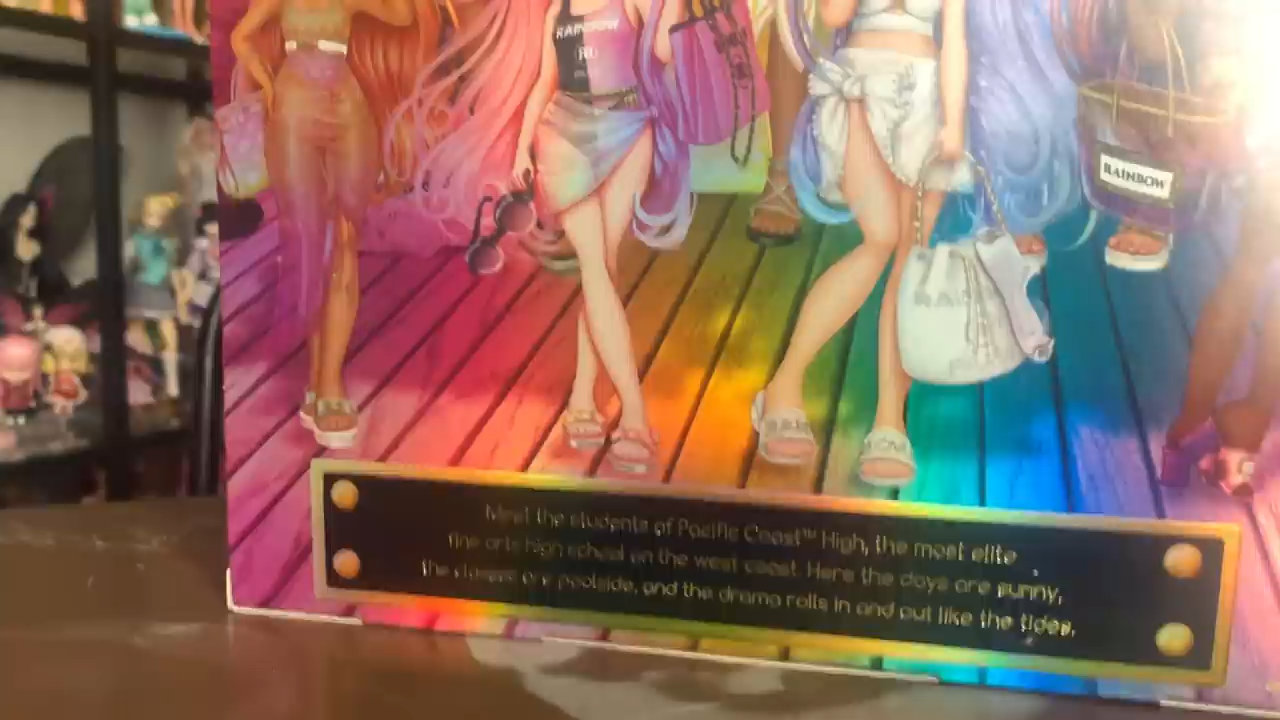 RAINBOW
RH
RAINBOW
Meet the students of Pacific Coast™ High, the most elite
fine arts high school on the west coast. Here the days are sunny,
the classes are poolside, and the drama rolls in and out like the tides.